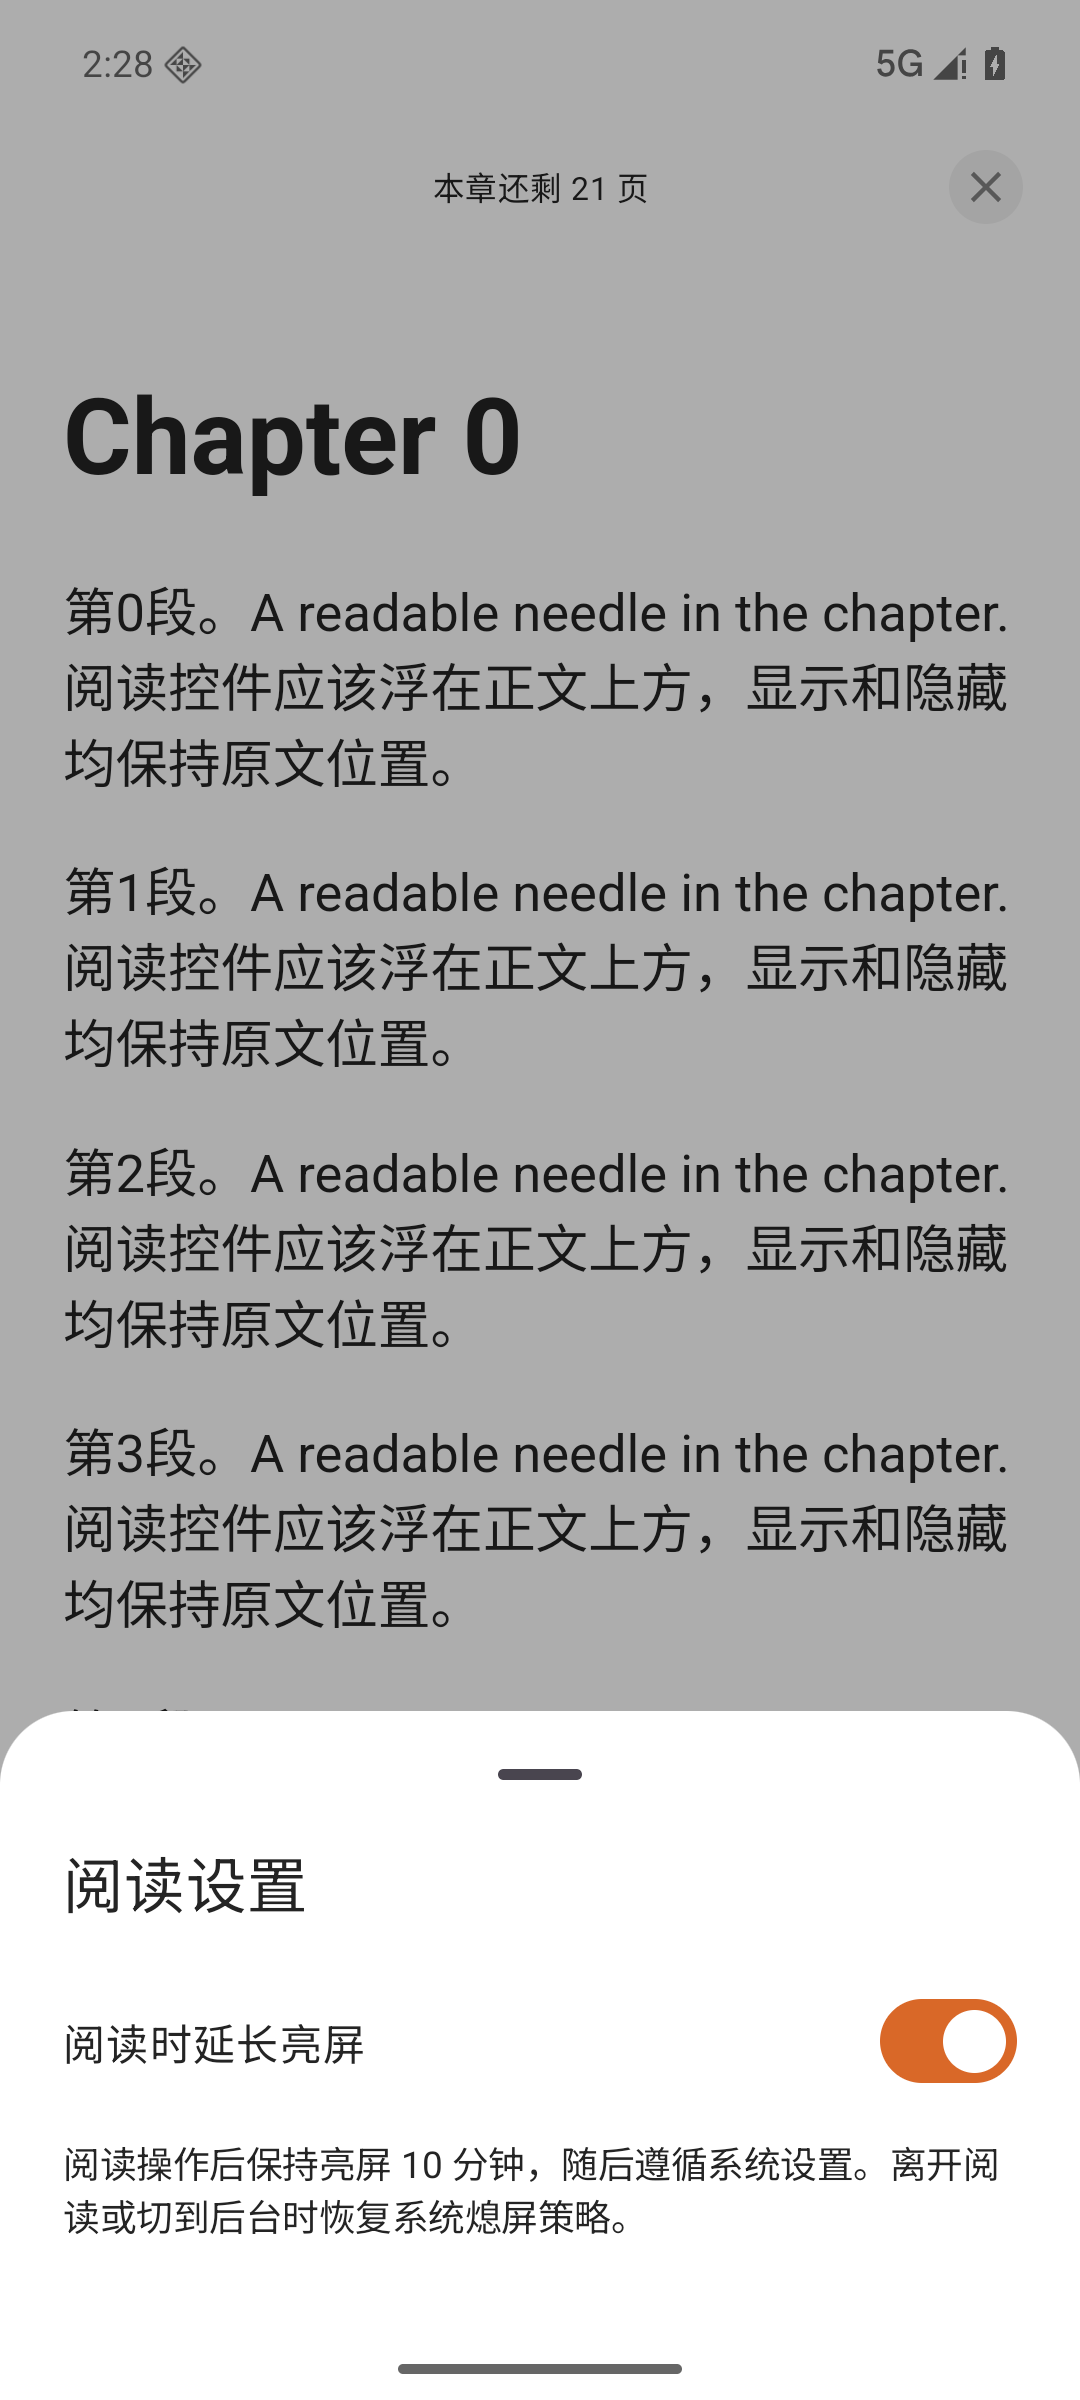 2:28
5G
本章还剩 21 页
Chapter 0
第0段。A readable needle in the chapter.
阅读控件应该浮在正文上方，显示和隐藏
均保持原文位置。
第1段。A readable needle in the chapter.
阅读控件应该浮在正文上方，显示和隐藏
均保持原文位置。
第2段。A readable needle in the chapter.
阅读控件应该浮在正文上方，显示和隐藏
均保持原文位置。
第3段。A readable needle in the chapter.
阅读控件应该浮在正文上方，显示和隐藏
均保持原文位置。
阅读设置
阅读时延长亮屏
阅读操作后保持亮屏 10 分钟，随后遵循系统设置。离开阅
读或切到后台时恢复系统熄屏策略。